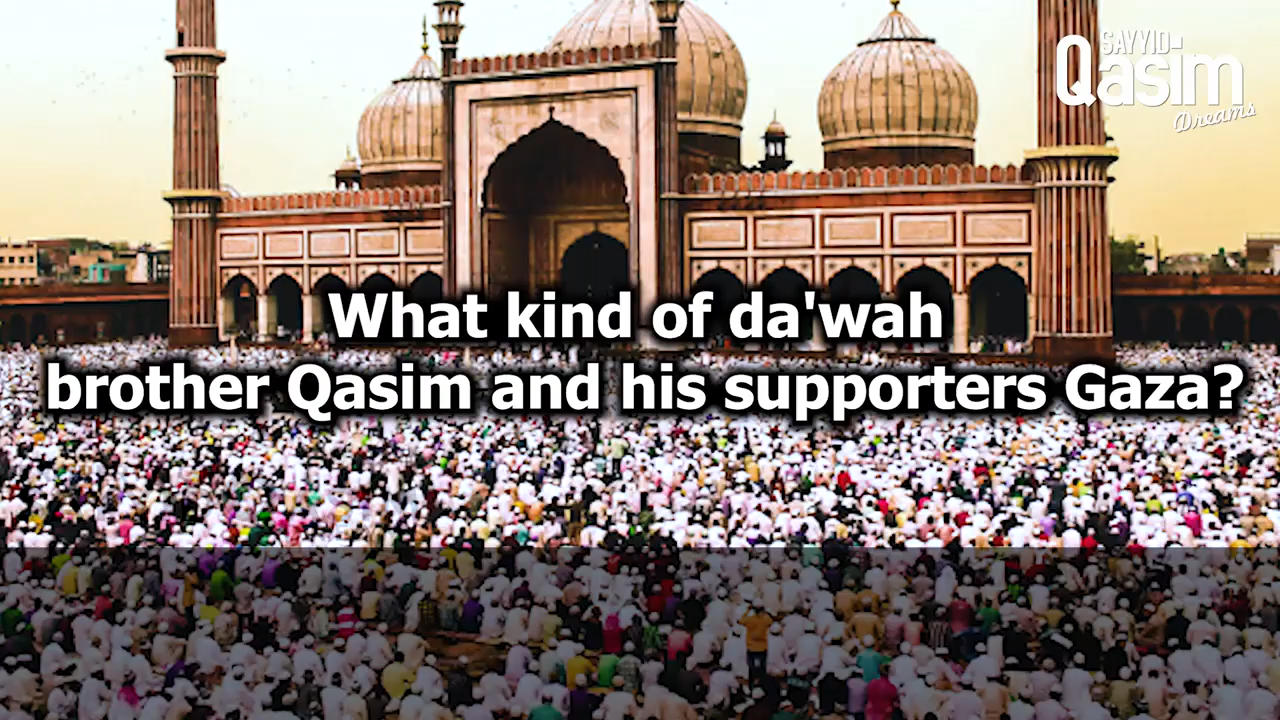 SAYYID-
Qasim
Dreams
What kind of da'wah
brother Qasim and his supporters Gaza?